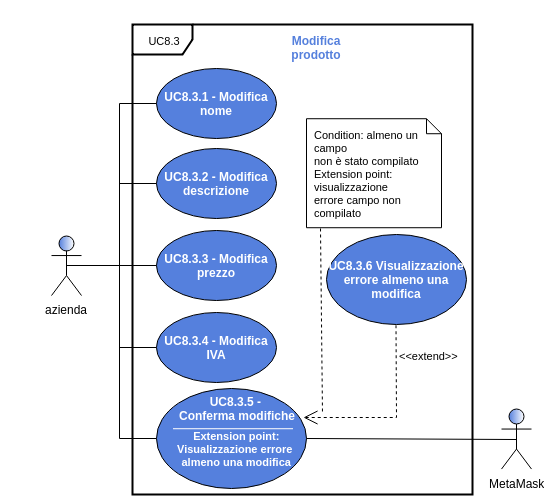 UC8.3
Modifica
prodotto
UC8.3.1 - Modifica
nome
Condition: almeno un
campo
non è stato compilato
Extension point:
visualizzazione
errore campo non
compilato
UC8.3.2 - Modifica
descrizione
UC8.3.3 - Modifica
prezzo
UC8.3.6 Visualizzazione
errore almeno una
modifica
azienda
UC8.3.4 - Modifica
IVA
<<extend>>
UC8.3.5 -
Conferma modifiche
Extension point:
Visualizzazione errore
almeno una modifica
MetaMask